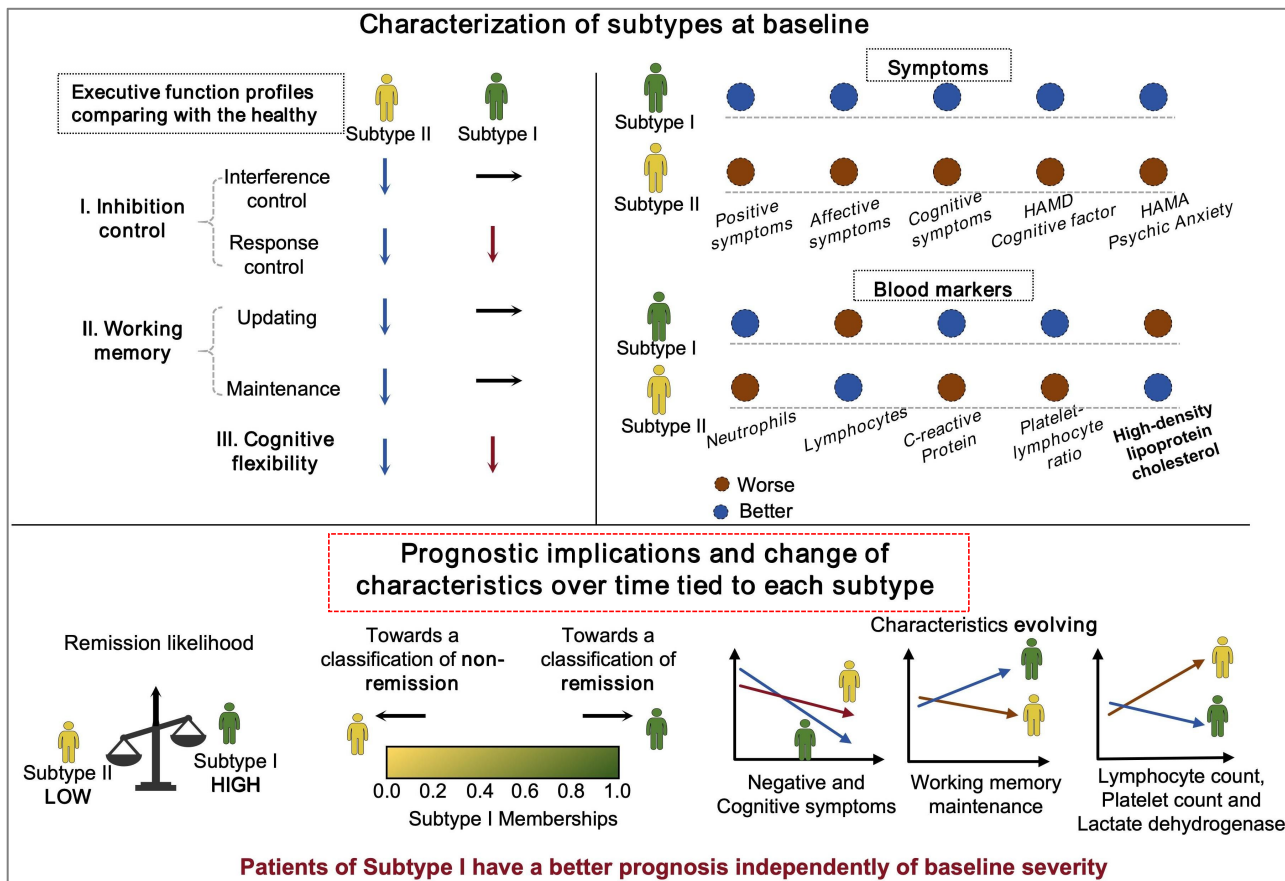 Characterization of subtypes at baseline
Executive function profiles
comparing with the healthy
Subtype II
Subtype I
I. Inhibition
control
Interference
control
Response
control
II. Working
memory
Updating
Maintenance
III. Cognitive
flexibility
Symptoms
Subtype I
Subtype II
Positive
symptoms
Affective
symptoms
Cognitive
symptoms
HAMD
Cognitive factor
HAMA
Psychic Anxiety
Blood markers
Subtype I
Subtype II
Neutrophils
Lymphocytes
C-reactive
Protein
Platelet-
lymphocyte
ratio
High-density
lipoprotein
cholesterol
Worse
Better
Prognostic implications and change of
characteristics over time tied to each subtype
Remission likelihood
Subtype II
LOW
Subtype I
HIGH
Towards a
classification of non-
remission
Towards a
classification of
remission
0.0 0.2 0.4 0.6 0.8 1.0
Subtype I Memberships
Characteristics evolving
Negative and
Cognitive symptoms
Working memory
maintenance
Lymphocyte count,
Platelet count and
Lactate dehydrogenase
Patients of Subtype I have a better prognosis independently of baseline severity